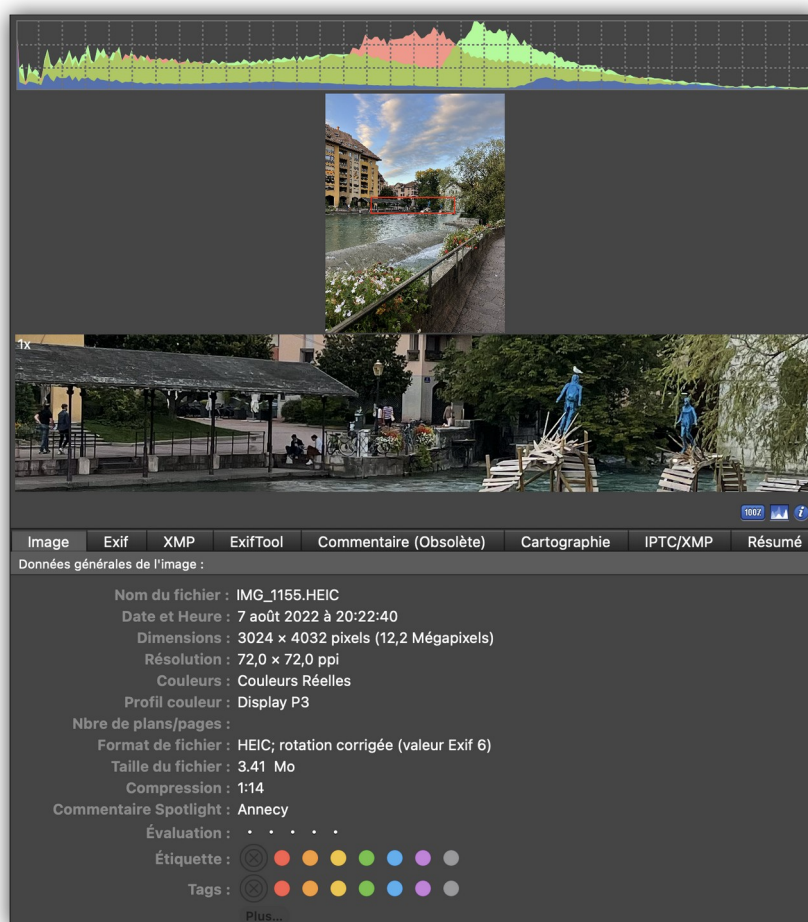 1x
100%
Image Exif XMP ExifTool Commentaire (Obsolète) Cartographie IPTC/XMP Résumé
Données générales de l'image :
Nom du fichier : IMG_1155.HEIC
Date et Heure : 7 août 2022 à 20:22:40
Dimensions : 3024 × 4032 pixels (12,2 Mégapixels)
Résolution : 72,0 × 72,0 ppi
Couleurs : Couleurs Réelles
Profil couleur : Display P3
Nbre de plans/pages :
Format de fichier : HEIC; rotation corrigée (valeur Exif 6)
Taille du fichier : 3.41 Mo
Compression : 1:14
Commentaire Spotlight : Annecy
Évaluation : · · · · ·
Étiquette :
Tags :
Plus...